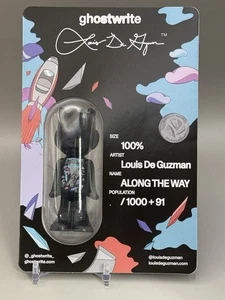 ghostwrite
Louis De Guzman ™
SIZE
100%
ARTIST
Louis De Guzman
NAME
ALONG THE WAY
POPULATION
/ 1000 + 91
@_ghostwrite_
ghostwrite.com
@louisdeguzman
louisdeguzman.com